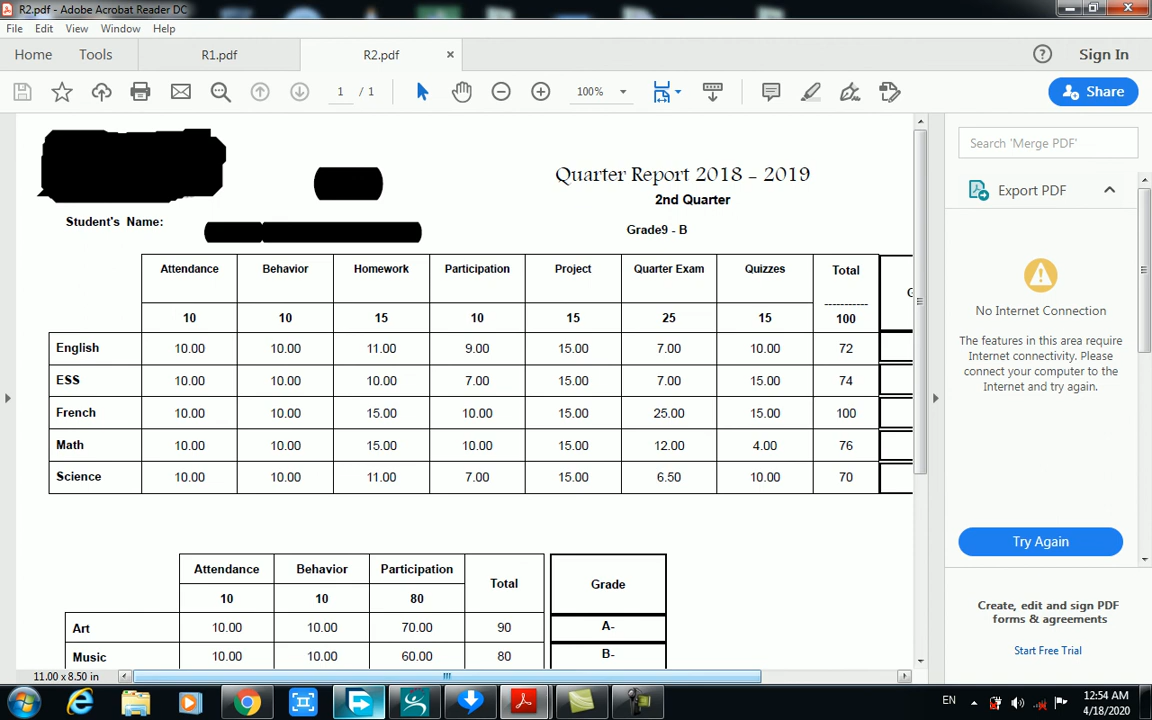 R2.pdf - Adobe Acrobat Reader DC
File Edit View Window Help
Home Tools R1.pdf R2.pdf
Sign In
1 / 1 100% Share
Search 'Merge PDF'
Export PDF
No Internet Connection
The features in this area require
Internet connectivity. Please
connect your computer to the
Internet and try again.
Try Again
Create, edit and sign PDF
forms & agreements
Start Free Trial
Quarter Report 2018 - 2019
2nd Quarter
Student's Name:
Grade9 - B
Attendance Behavior Homework Participation Project Quarter Exam Quizzes Total
-----------
10 10 15 10 15 25 15 100
English 10.00 10.00 11.00 9.00 15.00 7.00 10.00 72
ESS 10.00 10.00 10.00 7.00 15.00 7.00 15.00 74
French 10.00 10.00 15.00 10.00 15.00 25.00 15.00 100
Math 10.00 10.00 15.00 10.00 15.00 12.00 4.00 76
Science 10.00 10.00 11.00 7.00 15.00 6.50 10.00 70
Attendance Behavior Participation Total Grade
10 10 80
Art 10.00 10.00 70.00 90 A-
Music 10.00 10.00 60.00 80 B-
11.00 x 8.50 in
EN
12:54 AM
4/18/2020